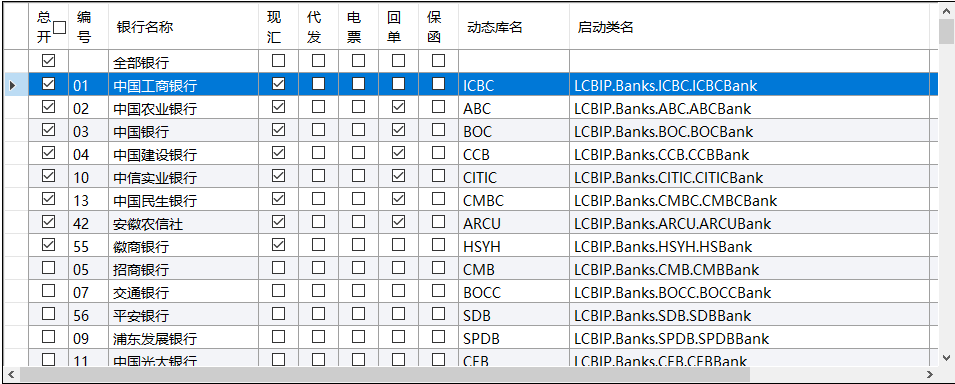 总开 编号 银行名称 现汇 代发 电票 回单 保函 动态库名 启动类名
全部银行
01 中国工商银行 ICBC LCBIP.Banks.ICBC.ICBCBank
02 中国农业银行 ABC LCBIP.Banks.ABC.ABCBank
03 中国银行 BOC LCBIP.Banks.BOC.BOCBank
04 中国建设银行 CCB LCBIP.Banks.CCB.CCBBank
10 中信实业银行 CITIC LCBIP.Banks.CITIC.CITICBank
13 中国民生银行 CMBC LCBIP.Banks.CMBC.CMBCBank
42 安徽农信社 ARCU LCBIP.Banks.ARCU.ARCUBank
55 徽商银行 HSYH LCBIP.Banks.HSYH.HSBank
05 招商银行 CMB LCBIP.Banks.CMB.CMBBank
07 交通银行 BOCC LCBIP.Banks.BOCC.BOCCBank
56 平安银行 SDB LCBIP.Banks.SDB.SDBBank
09 浦东发展银行 SPDB LCBIP.Banks.SPDB.SPDBBank
11 中国光大银行 CEB LCBIP.Banks.CEB.CEBBank